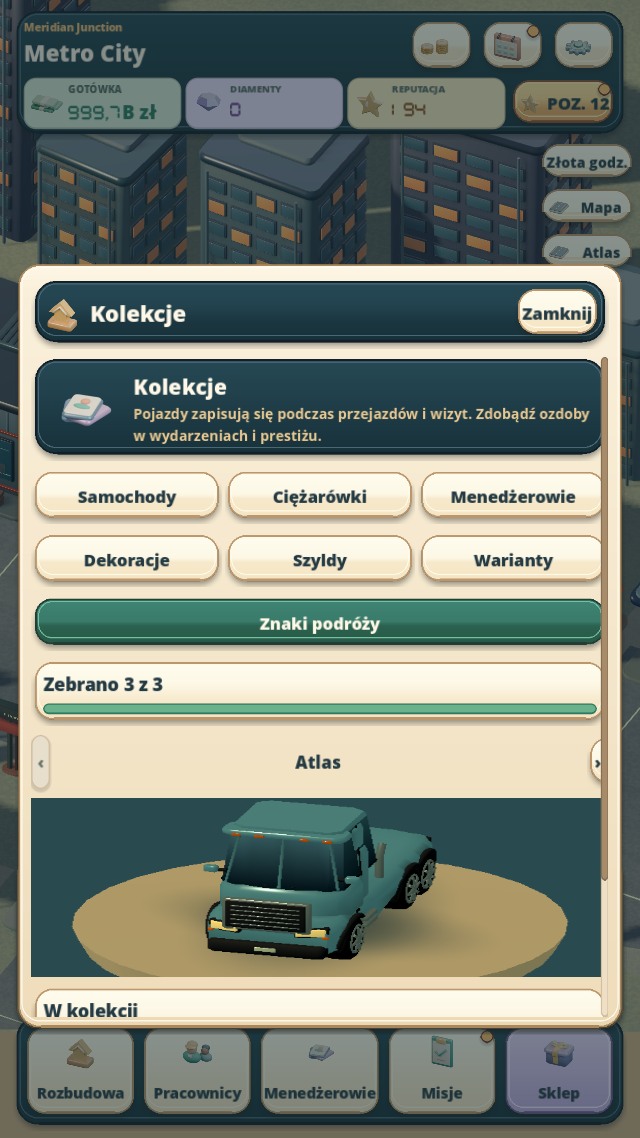 Meridian Junction
Metro City
GOTÓWKA
999,7B zł
DIAMENTY
0
REPUTACJA
194
POZ. 12
Złota godz.
Mapa
Atlas
Kolekcje
Zamknij
Kolekcje
Pojazdy zapisują się podczas przejazdów i wizyt. Zdobądź ozdoby
w wydarzeniach i prestiżu.
Samochody
Ciężarówki
Menedżerowie
Dekoracje
Szyldy
Warianty
Znaki podróży
Zebrano 3 z 3
‹
Atlas
›
W kolekcji
Rozbudowa
Pracownicy
Menedżerowie
Misje
Sklep